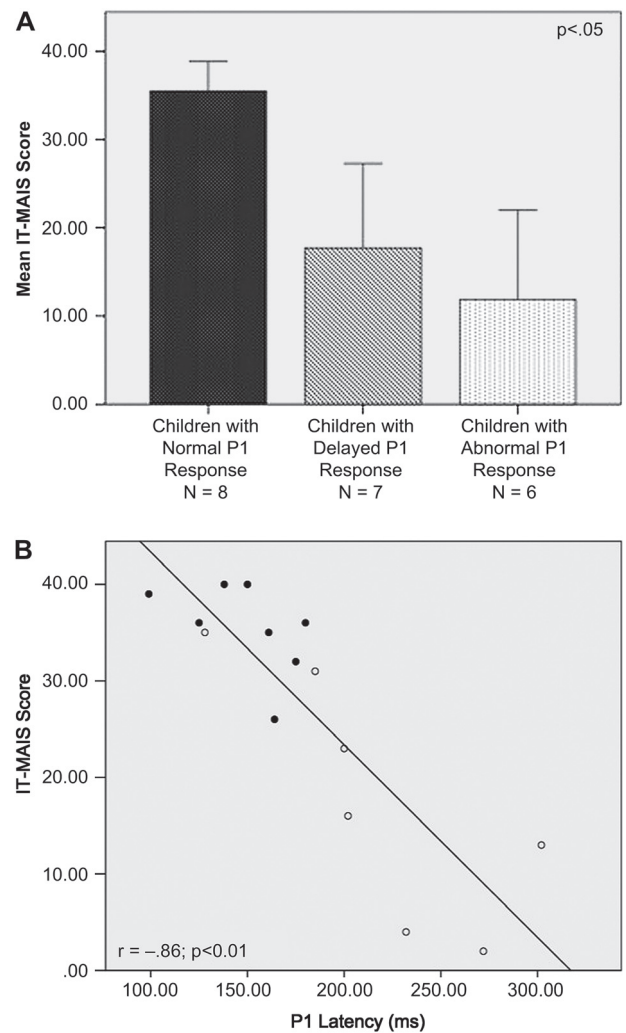 A
p<.05
Mean IT-MAIS Score
40.00
30.00
20.00
10.00
0.00
Children with
Normal P1
Response
N = 8
Children with
Delayed P1
Response
N = 7
Children with
Abnormal P1
Response
N = 6
B
IT-MAIS Score
40.00
30.00
20.00
10.00
.00
r = –.86; p<0.01
100.00 150.00 200.00 250.00 300.00
P1 Latency (ms)